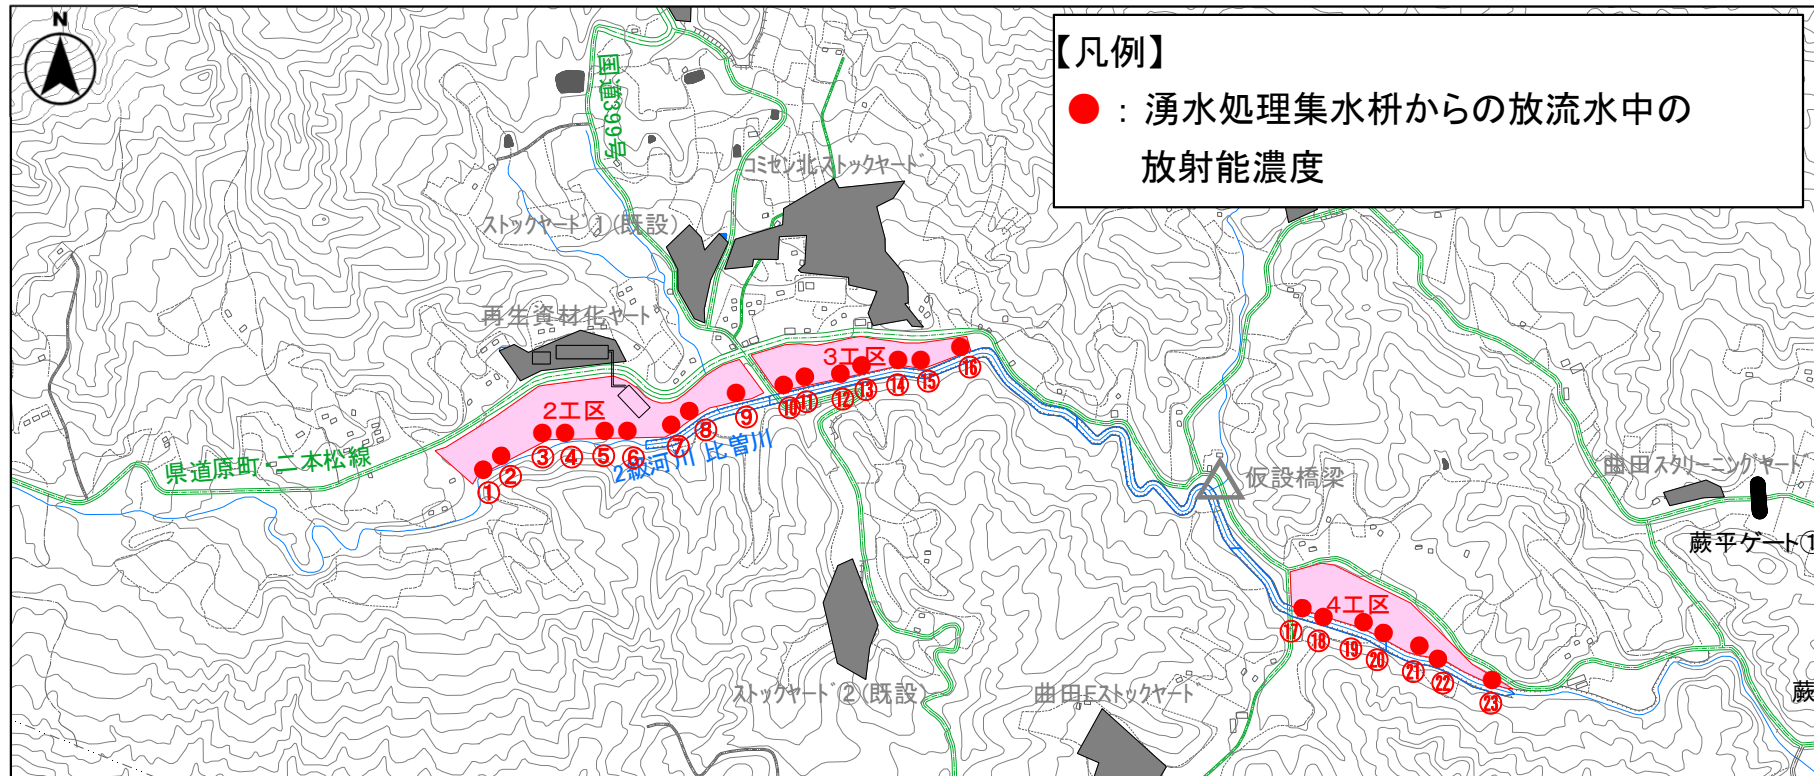 N
【凡例】
● : 湧水処理集水枡からの放流水中の
放射能濃度
国道399号
コミセン北ストックヤード
ストックヤード①(既設)
再生資材化ヤード
3工区
2工区
県道原町・二本松線
2級河川 比曽川
① ② ③ ④ ⑤ ⑥ ⑦ ⑧ ⑨ ⑩ ⑪ ⑫ ⑬ ⑭ ⑮ ⑯
仮設橋梁
曲田スクリーニングヤード
蕨平ゲート①
4工区
⑰ ⑱ ⑲ ⑳ ㉑ ㉒ ㉓
ストックヤード②(既設)
曲田Eストックヤード
蕨